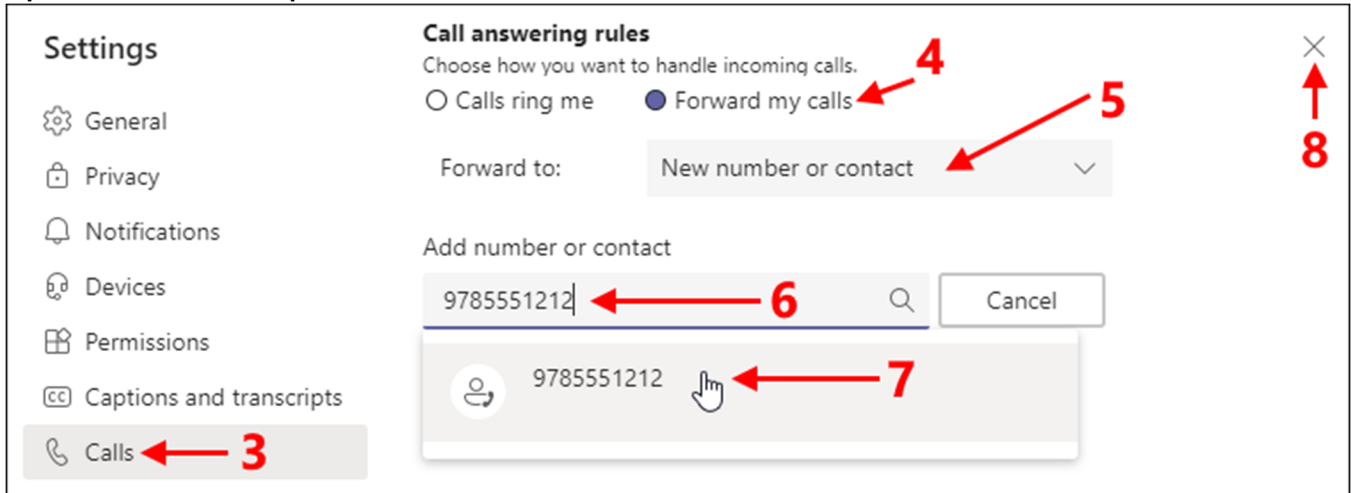 Settings
General
Privacy
Notifications
Devices
Permissions
CC Captions and transcripts
Calls 3
Call answering rules
Choose how you want to handle incoming calls.
Calls ring me Forward my calls 4
Forward to: New number or contact 5
Add number or contact
9785551212 6 Cancel
9785551212 7
8